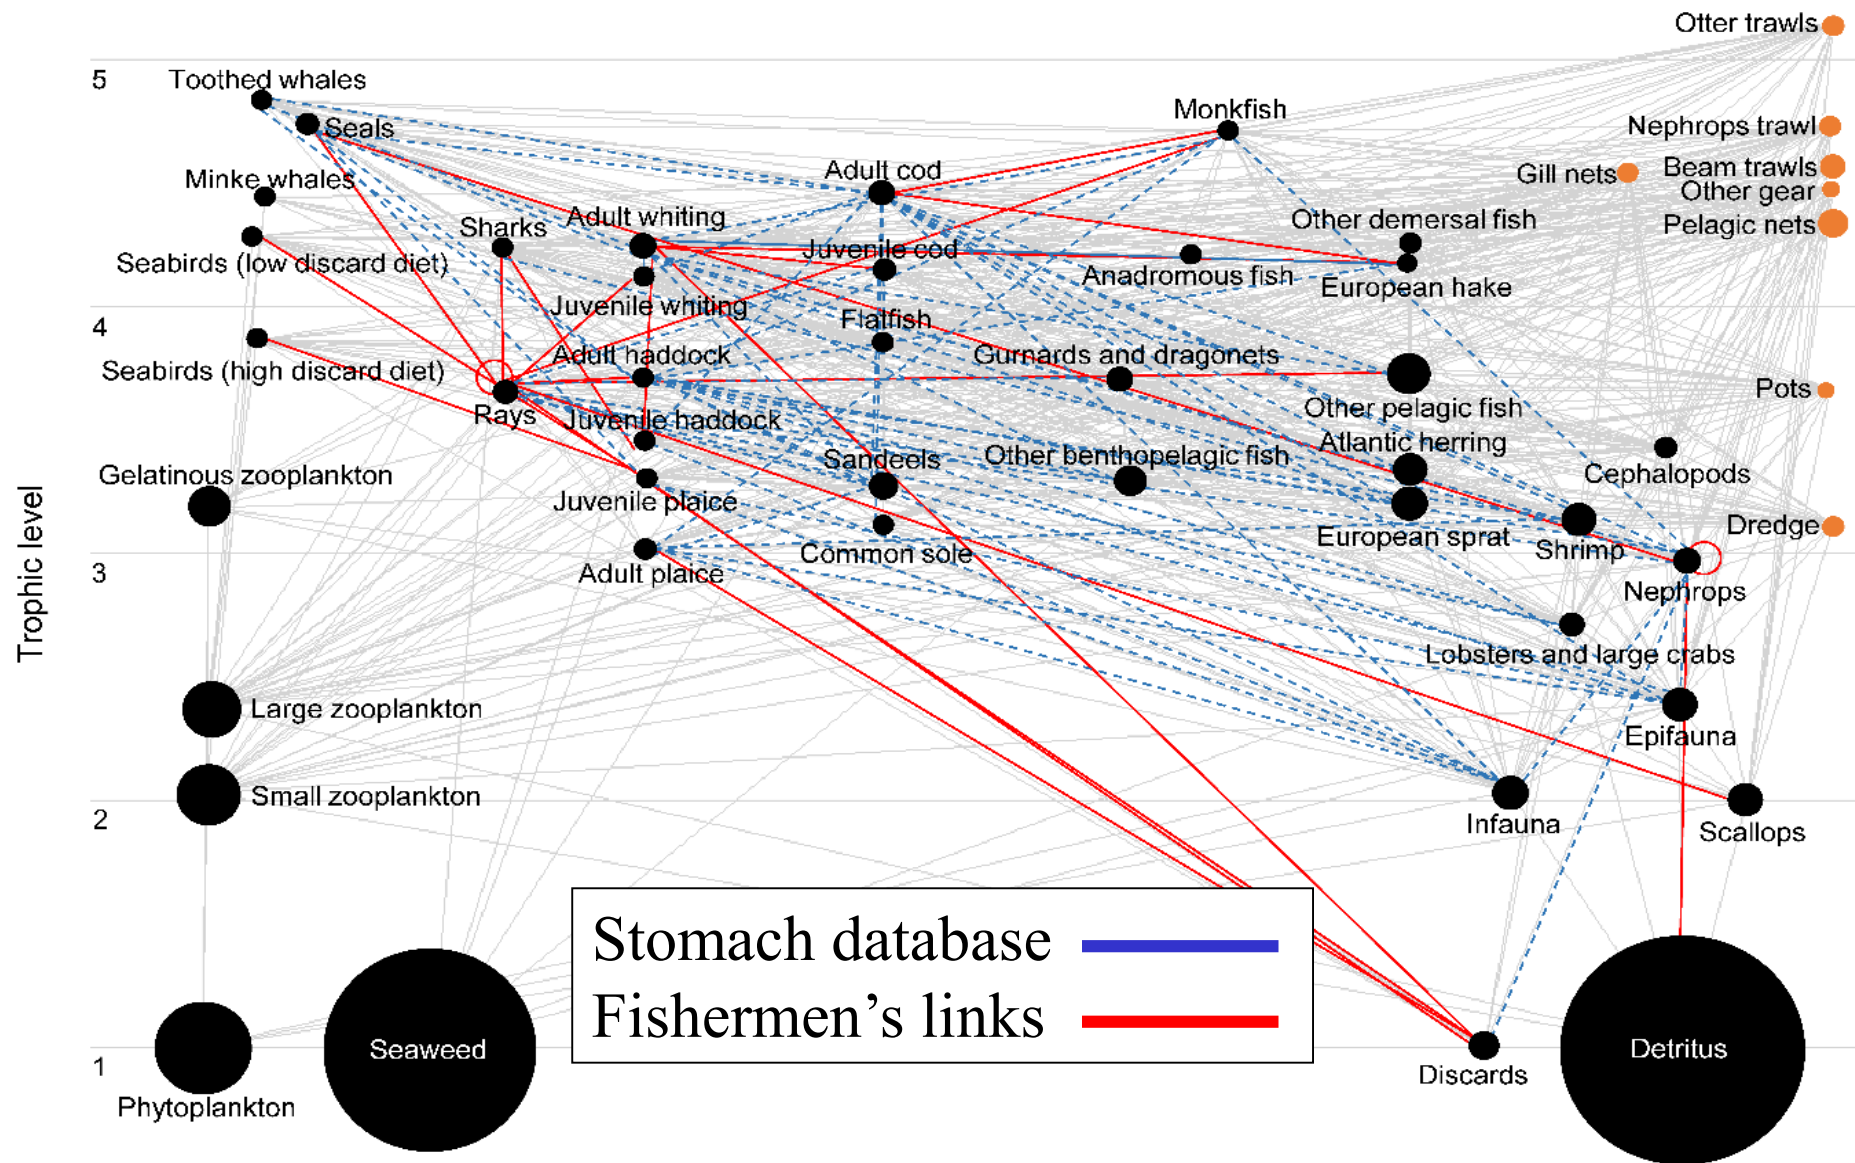 Otter trawls
5
Toothed whales
Monkfish
Seals
Nephrops trawl
Adult cod
Gill nets
Beam trawls
Minke whales
Other gear
Adult whiting
Other demersal fish
Pelagic nets
Sharks
Juvenile cod
Seabirds (low discard diet)
Anadromous fish
European hake
Juvenile whiting
4
Flatfish
Adult haddock
Gurnards and dragonets
Seabirds (high discard diet)
Pots
Rays
Other pelagic fish
Juvenile haddock
Atlantic herring
Sandeels
Other benthopelagic fish
Gelatinous zooplankton
Cephalopods
Juvenile plaice
Dredge
European sprat
Common sole
Shrimp
Trophic level
3
Adult plaice
Nephrops
Lobsters and large crabs
Large zooplankton
Epifauna
Small zooplankton
2
Infauna
Scallops
Stomach database
Fishermen’s links
Seaweed
Detritus
1
Discards
Phytoplankton